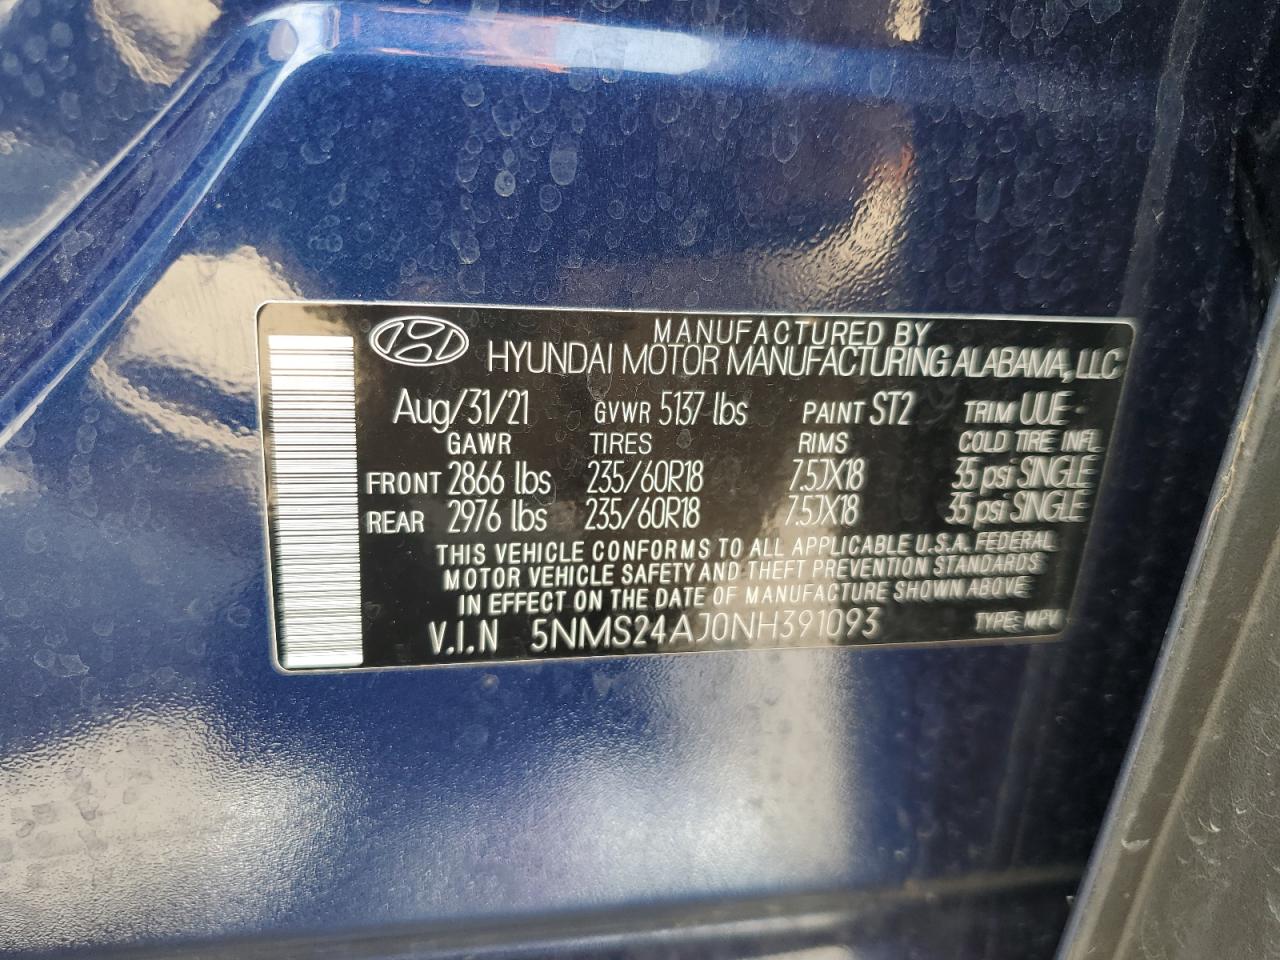 MANUFACTURED BY
HYUNDAI MOTOR MANUFACTURING ALABAMA, LLC
Aug/31/21 GVWR 5137 lbs PAINT ST2 TRIM UUE
GAWR TIRES RIMS COLD TIRE INFL
FRONT 2866 lbs 235/60R18 7.5JX18 35 psi SINGLE
REAR 2976 lbs 235/60R18 7.5JX18 35 psi SINGLE
THIS VEHICLE CONFORMS TO ALL APPLICABLE U.S.A. FEDERAL
MOTOR VEHICLE SAFETY AND THEFT PREVENTION STANDARDS
IN EFFECT ON THE DATE OF MANUFACTURE SHOWN ABOVE
V.I.N 5NMS24AJ0NH391093 TYPE: MPV